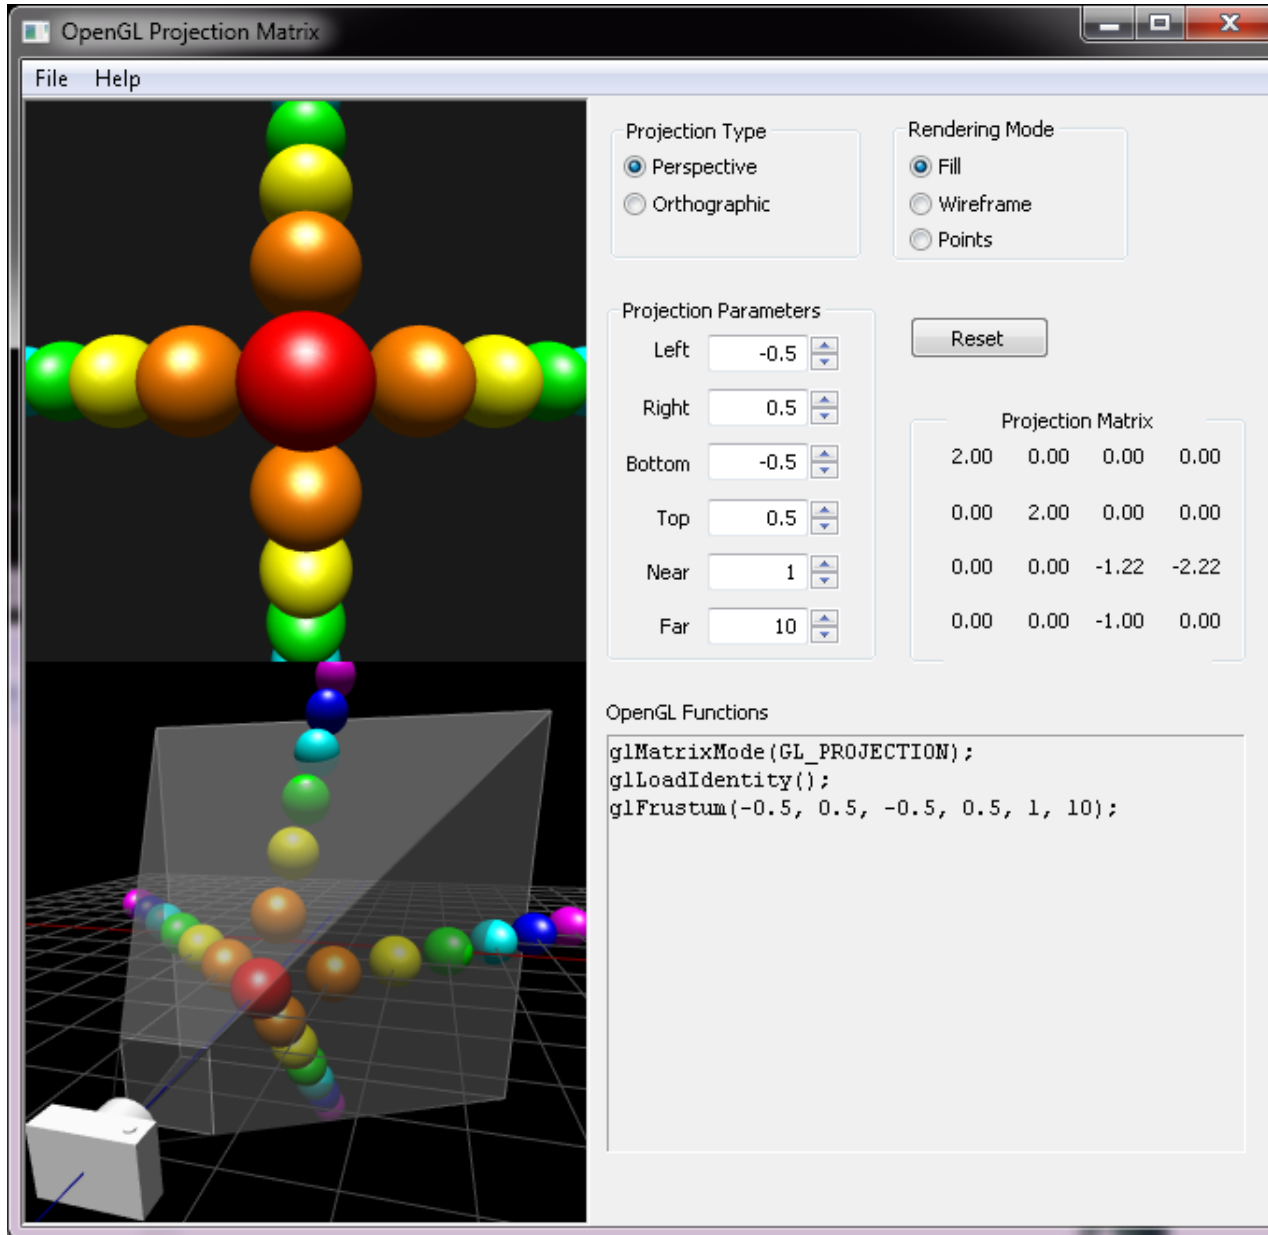 OpenGL Projection Matrix
File Help
Projection Type
Perspective
Orthographic
Rendering Mode
Fill
Wireframe
Points
Projection Parameters
Left -0.5
Right 0.5
Bottom -0.5
Top 0.5
Near 1
Far 10
Reset
Projection Matrix
2.00 0.00 0.00 0.00
0.00 2.00 0.00 0.00
0.00 0.00 -1.22 -2.22
0.00 0.00 -1.00 0.00
OpenGL Functions
glMatrixMode(GL_PROJECTION);
glLoadIdentity();
glFrustum(-0.5, 0.5, -0.5, 0.5, 1, 10);